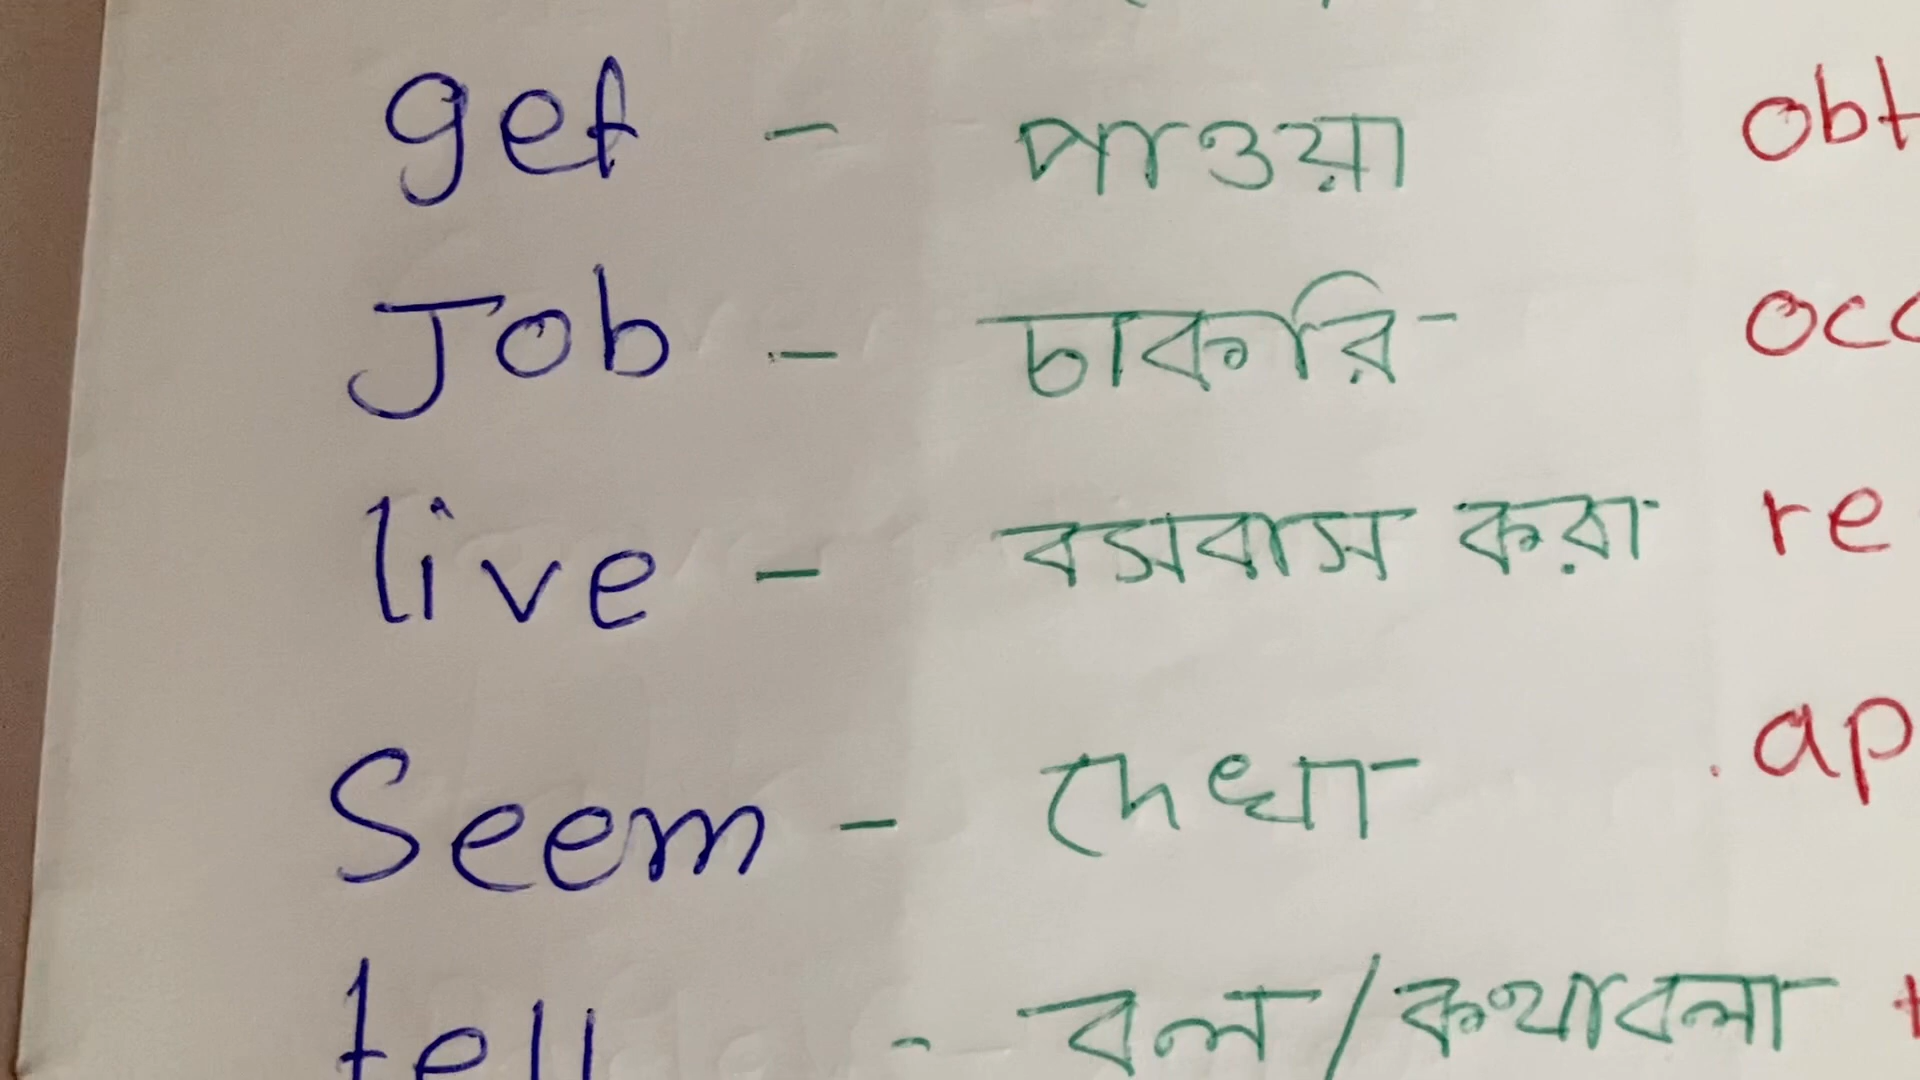 get - পাওয়া obt
Job - চাকরি occ
live - বসবাস করা re
Seem - দেখা ap
tell - বল/কথাবলা t